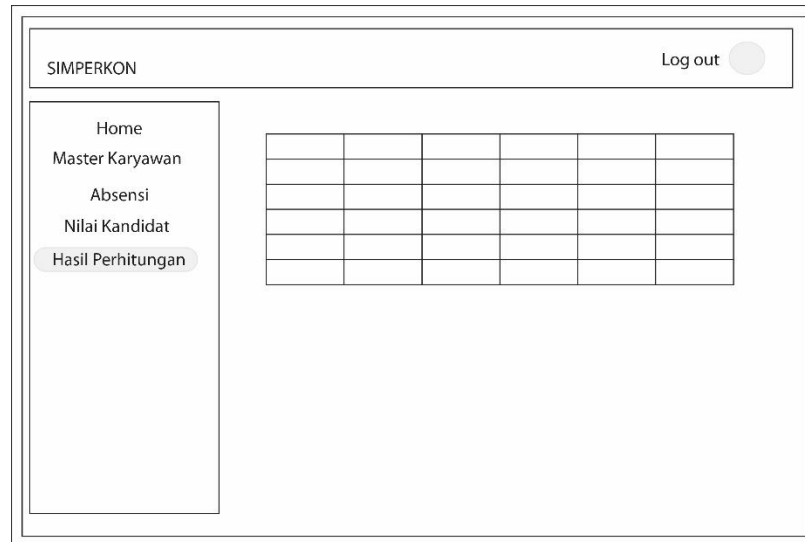 SIMPERKON
Log out
Home
Master Karyawan
Absensi
Nilai Kandidat
Hasil Perhitungan